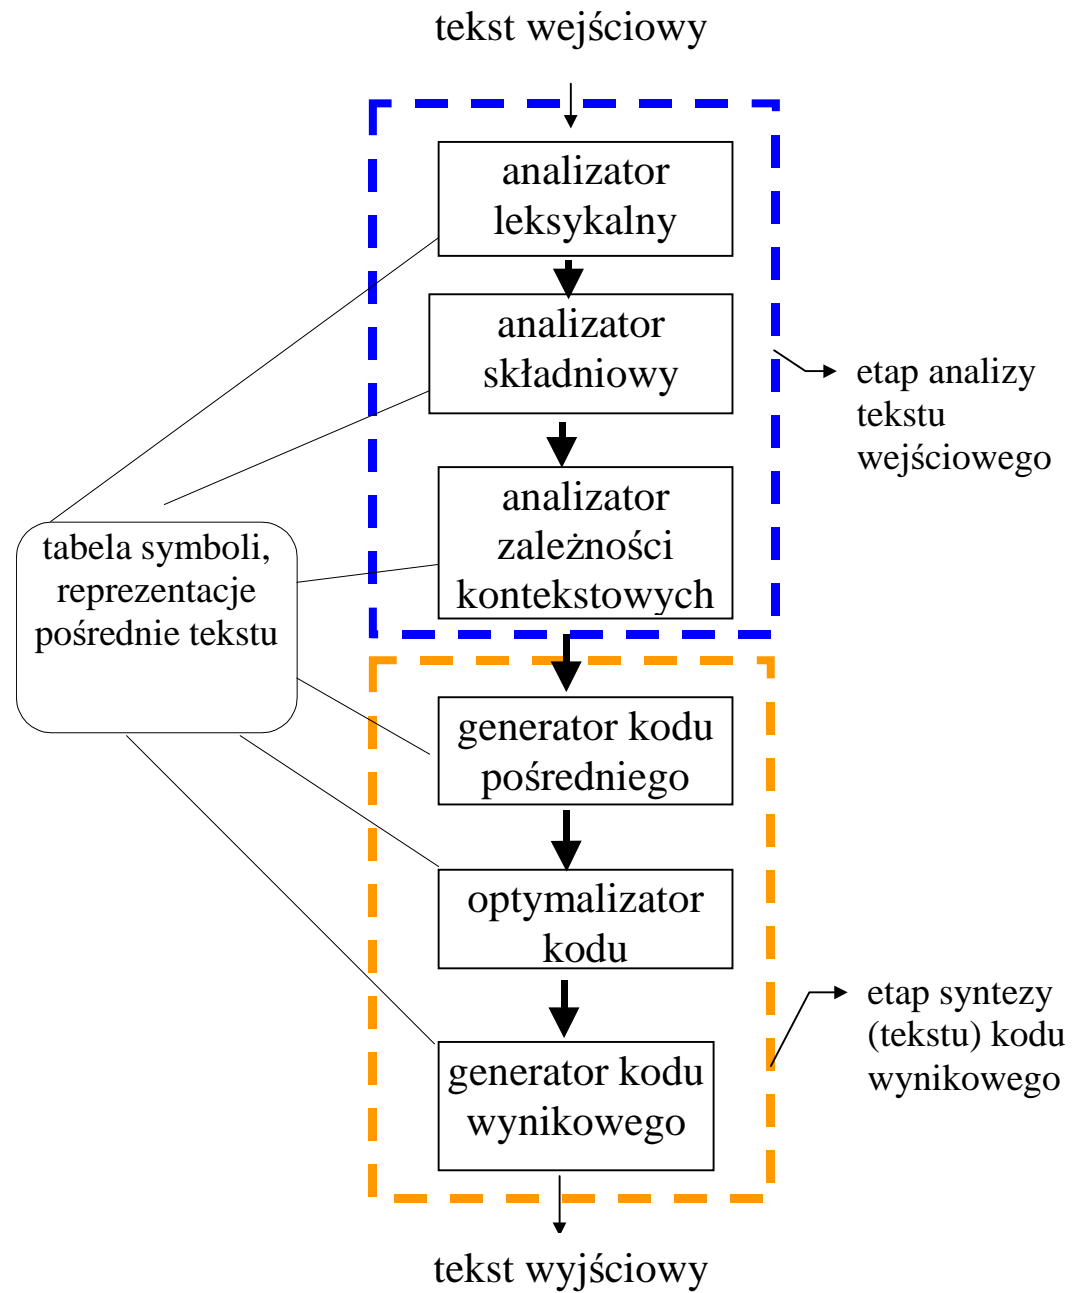 tekst wejściowy
analizator
leksykalny
analizator
składniowy
etap analizy
tekstu
wejściowego
analizator
zależności
kontekstowych
tabela symboli,
reprezentacje
pośrednie tekstu
generator kodu
pośredniego
optymalizator
kodu
etap syntezy
(tekstu) kodu
wynikowego
generator kodu
wynikowego
tekst wyjściowy